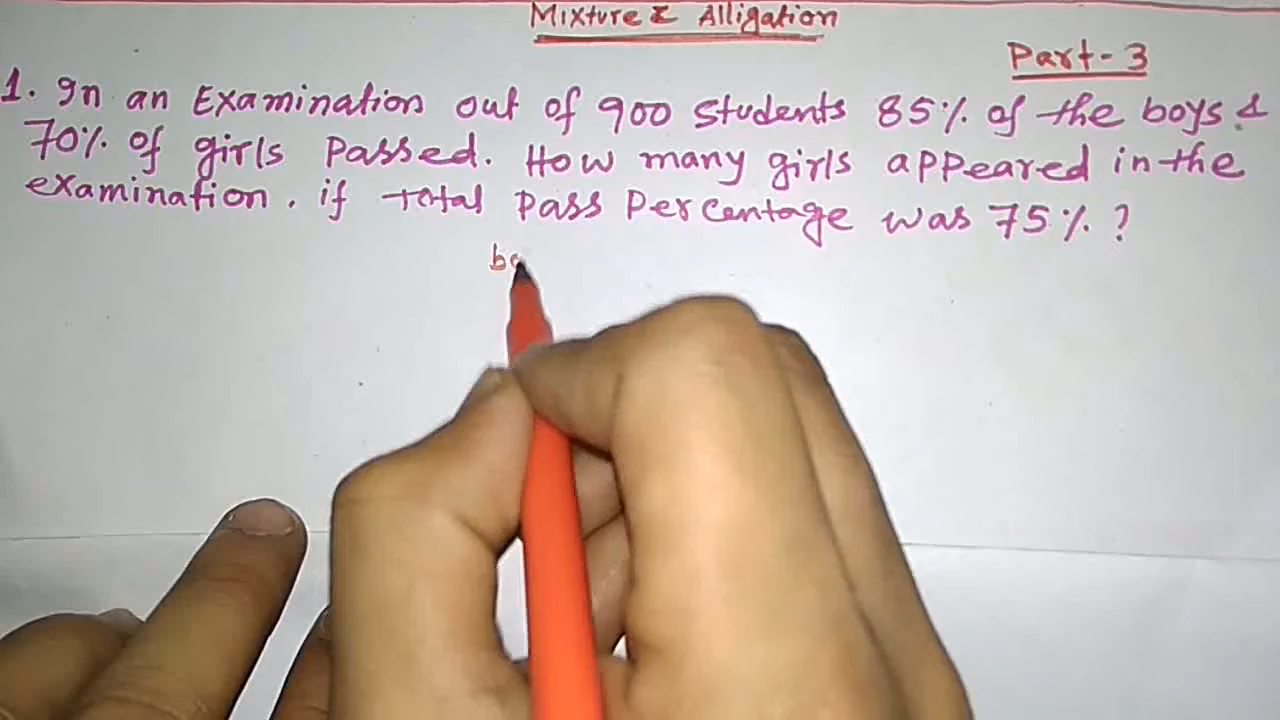 Mixture & Alligation
Part-3
1. In an Examination out of 900 students 85% of the boys &
70% of girls Passed. How many girls appeared in the
examination. if total Pass Percentage was 75% ?
bo